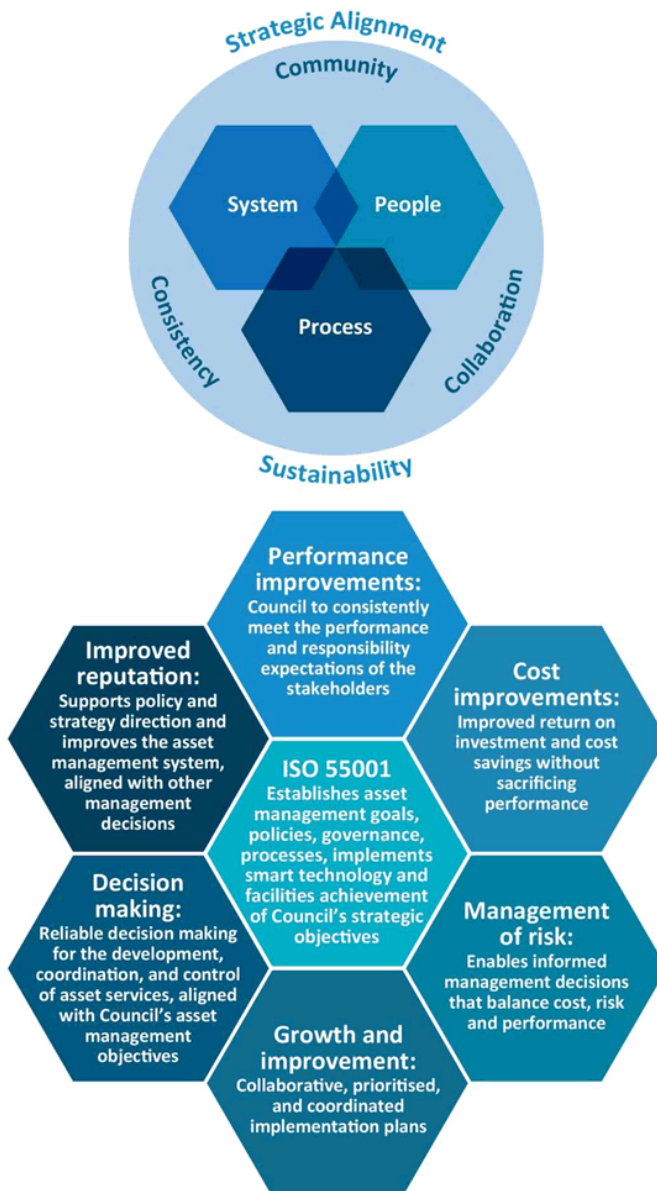 Strategic Alignment
Community
System
People
Process
Consistency
Collaboration
Sustainability
Performance
improvements:
Council to consistently
meet the performance
and responsibility
expectations of the
stakeholders
Improved
reputation:
Supports policy and
strategy direction and
improves the asset
management system,
aligned with other
management
decisions
Cost
improvements:
Improved return on
investment and cost
savings without
sacrificing
performance
ISO 55001
Establishes asset
management goals,
policies, governance,
processes, implements
smart technology and
facilities achievement
of Council's strategic
objectives
Decision
making:
Reliable decision making
for the development,
coordination, and control
of asset services, aligned
with Council's asset
management
objectives
Management
of risk:
Enables informed
management decisions
that balance cost, risk
and performance
Growth and
improvement:
Collaborative, prioritised,
and coordinated
implementation plans